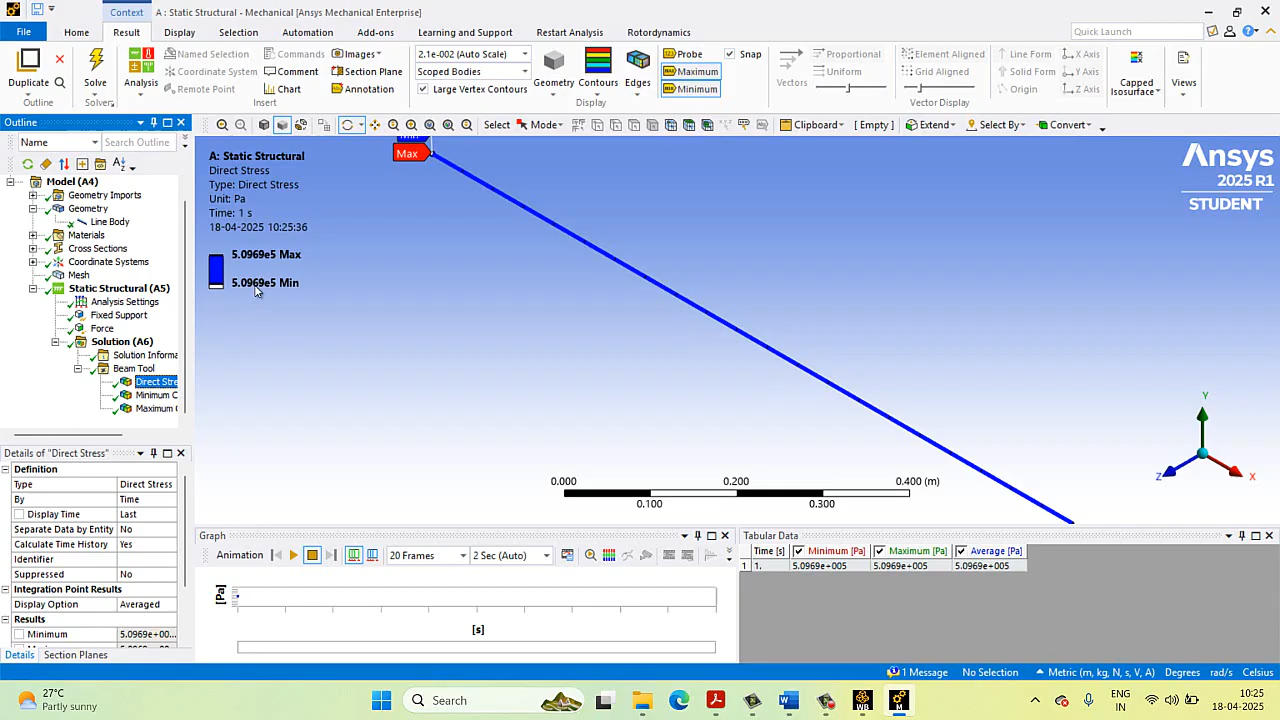 Context
A : Static Structural - Mechanical [Ansys Mechanical Enterprise]
File Home Result Display Selection Automation Add-ons Learning and Support Restart Analysis Rotordynamics Quick Launch
Duplicate
Outline
Solve
Solver
Analysis
Named Selection
Coordinate System
Remote Point
Commands
Comment
Chart
Images
Section Plane
Annotation
Insert
2.1e-002 (Auto Scale)
Scoped Bodies
Large Vertex Contours
Geometry
Contours
Edges
Display
Probe
Maximum
Minimum
Snap
Vectors
Proportional
Uniform
Element Aligned
Grid Aligned
Line Form
Solid Form
Origin
X Axis
Y Axis
Z Axis
Vector Display
Capped
Isosurface
Views
Outline
Name Search Outline
Select Mode Clipboard [Empty] Extend Select By Convert
Model (A4)
Geometry Imports
Geometry
Line Body
Materials
Cross Sections
Coordinate Systems
Mesh
Static Structural (A5)
Analysis Settings
Fixed Support
Force
Solution (A6)
Solution Informa
Beam Tool
Direct Stre
Minimum C
Maximum C
A: Static Structural
Direct Stress
Type: Direct Stress
Unit: Pa
Time: 1 s
18-04-2025 10:25:36
5.0969e5 Max
5.0969e5 Min
Min
Max
Ansys
2025 R1
STUDENT
Y
Z
X
0.000 0.200 0.400 (m)
0.100 0.300
Details of "Direct Stress"
Definition
Type Direct Stress
By Time
Display Time Last
Separate Data by Entity No
Calculate Time History Yes
Identifier
Suppressed No
Integration Point Results
Display Option Averaged
Results
Minimum 5.0969e+00...
Details Section Planes
Graph
Animation 20 Frames 2 Sec (Auto)
[Pa]
[s]
Tabular Data
Time [s] Minimum [Pa] Maximum [Pa] Average [Pa]
1 1. 5.0969e+005 5.0969e+005 5.0969e+005
1 Message No Selection Metric (m, kg, N, s, V, A) Degrees rad/s Celsius
27°C
Partly sunny
Search
WB
M
ENG
IN
10:25
18-04-2025